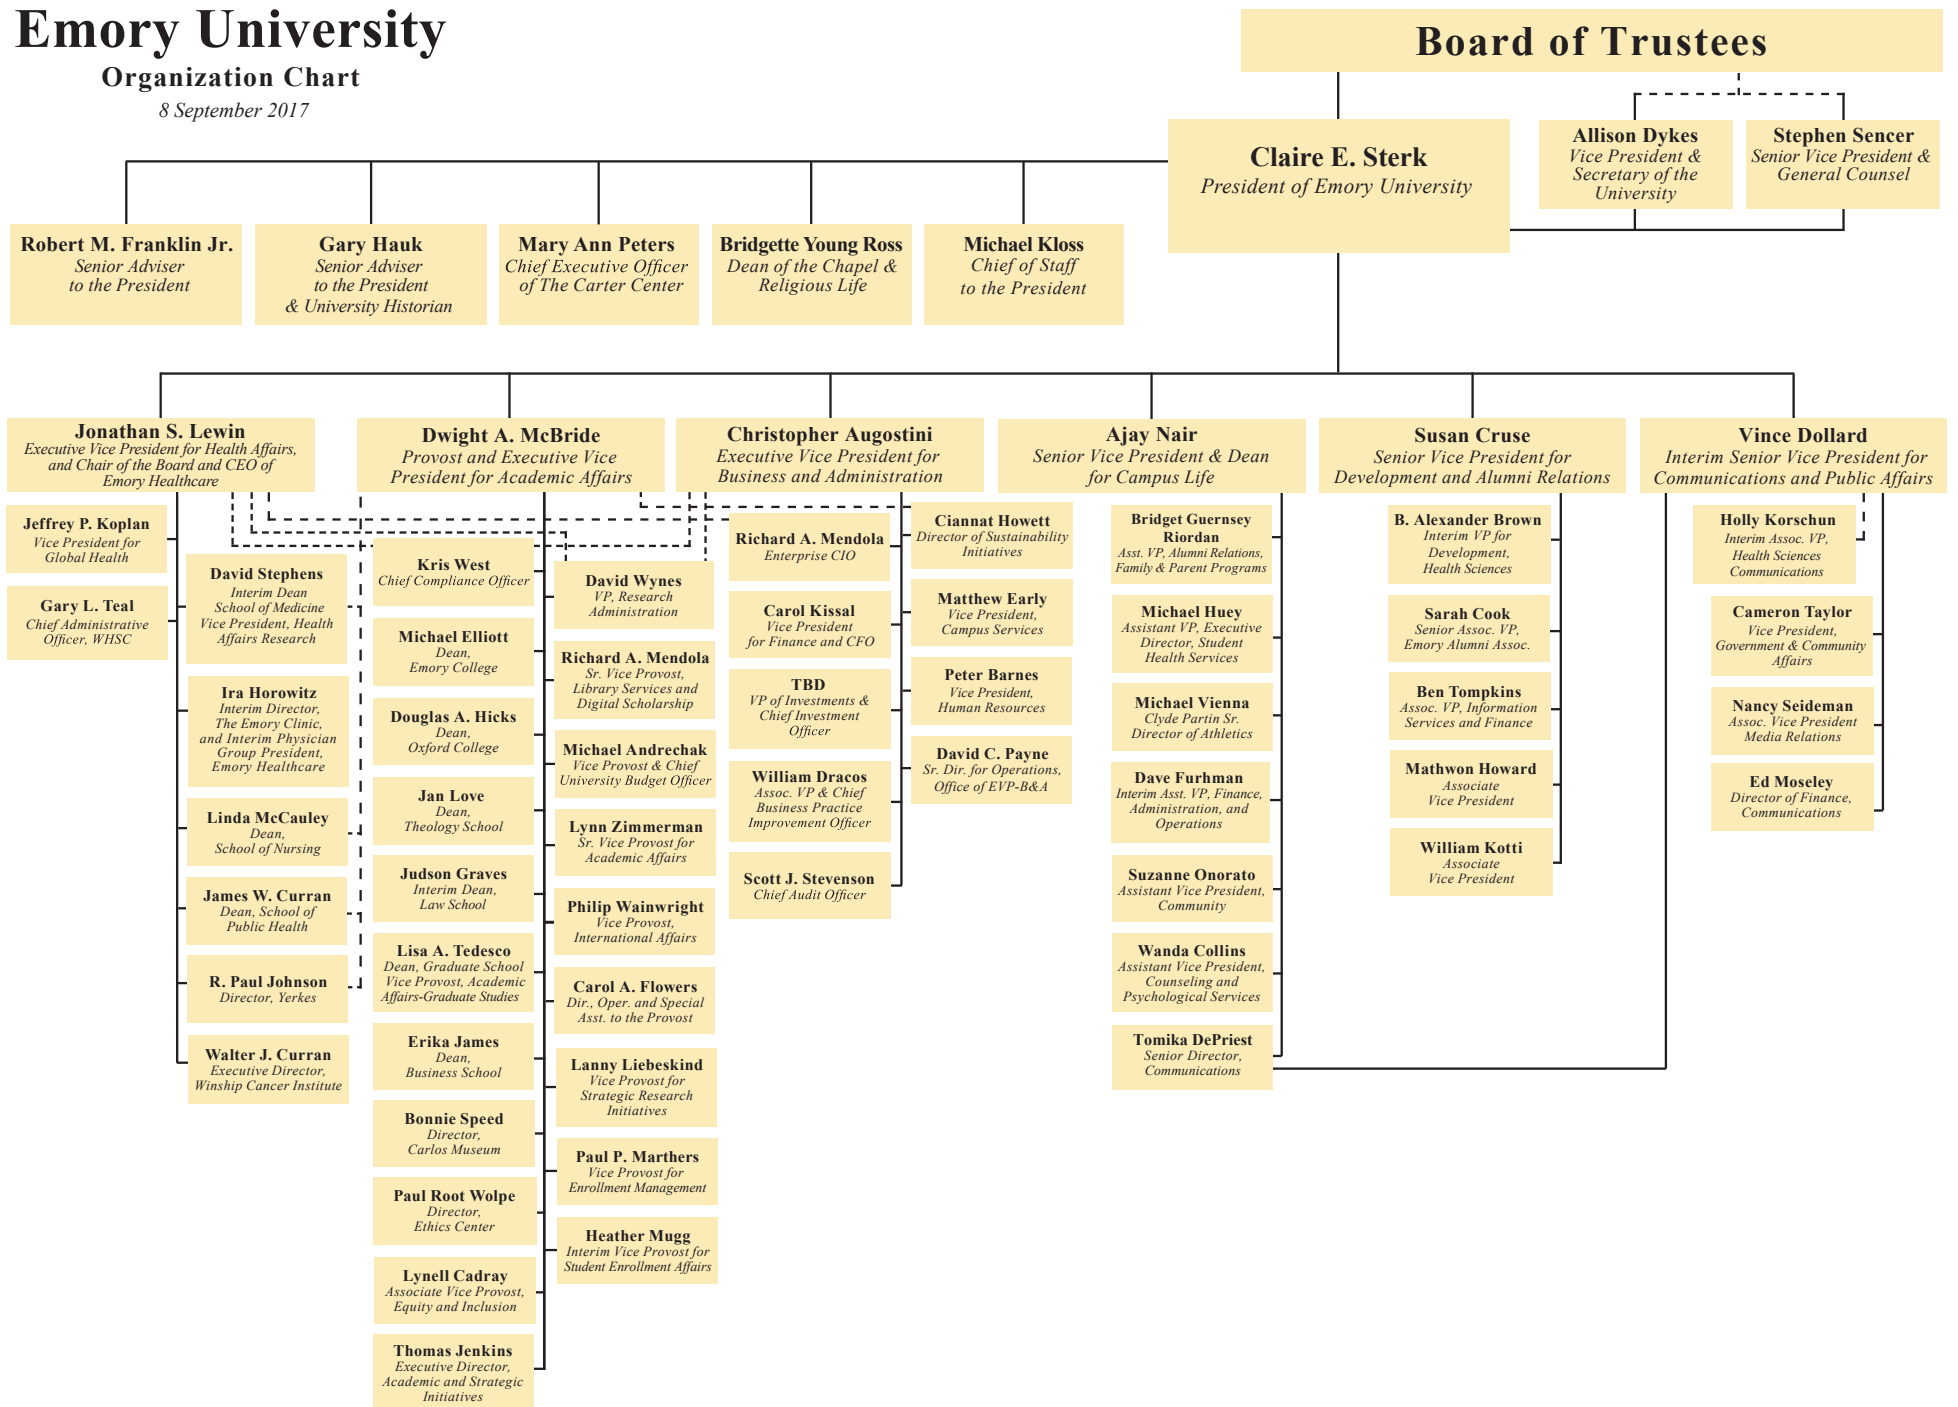 Emory University
Organization Chart
8 September 2017
Board of Trustees
Claire E. Sterk
President of Emory University
Allison Dykes
Vice President &
Secretary of the
University
Stephen Sencer
Senior Vice President &
General Counsel
Robert M. Franklin Jr.
Senior Adviser
to the President
Gary Hauk
Senior Adviser
to the President
& University Historian
Mary Ann Peters
Chief Executive Officer
of The Carter Center
Bridgette Young Ross
Dean of the Chapel &
Religious Life
Michael Kloss
Chief of Staff
to the President
Jonathan S. Lewin
Executive Vice President for Health Affairs,
and Chair of the Board and CEO of
Emory Healthcare
Jeffrey P. Koplan
Vice President for
Global Health
Gary L. Teal
Chief Administrative
Officer, WHSC
David Stephens
Interim Dean
School of Medicine
Vice President, Health
Affairs Research
Ira Horowitz
Interim Director,
The Emory Clinic,
and Interim Physician
Group President,
Emory Healthcare
Linda McCauley
Dean,
School of Nursing
James W. Curran
Dean, School of
Public Health
R. Paul Johnson
Director, Yerkes
Walter J. Curran
Executive Director,
Winship Cancer Institute
Dwight A. McBride
Provost and Executive Vice
President for Academic Affairs
Kris West
Chief Compliance Officer
Michael Elliott
Dean,
Emory College
Douglas A. Hicks
Dean,
Oxford College
Jan Love
Dean,
Theology School
Judson Graves
Interim Dean,
Law School
Lisa A. Tedesco
Dean, Graduate School
Vice Provost, Academic
Affairs-Graduate Studies
Erika James
Dean,
Business School
Bonnie Speed
Director,
Carlos Museum
Paul Root Wolpe
Director,
Ethics Center
Lynell Cadray
Associate Vice Provost,
Equity and Inclusion
Thomas Jenkins
Executive Director,
Academic and Strategic
Initiatives
David Wynes
VP, Research
Administration
Richard A. Mendola
Sr. Vice Provost,
Library Services and
Digital Scholarship
Michael Andrechak
Vice Provost & Chief
University Budget Officer
Lynn Zimmerman
Sr. Vice Provost for
Academic Affairs
Philip Wainwright
Vice Provost,
International Affairs
Carol A. Flowers
Dir., Oper. and Special
Asst. to the Provost
Lanny Liebeskind
Vice Provost for
Strategic Research
Initiatives
Paul P. Marthers
Vice Provost for
Enrollment Management
Heather Mugg
Interim Vice Provost for
Student Enrollment Affairs
Christopher Augostini
Executive Vice President for
Business and Administration
Richard A. Mendola
Enterprise CIO
Carol Kissal
Vice President
for Finance and CFO
TBD
VP of Investments &
Chief Investment
Officer
William Dracos
Assoc. VP & Chief
Business Practice
Improvement Officer
Scott J. Stevenson
Chief Audit Officer
Ciannat Howett
Director of Sustainability
Initiatives
Matthew Early
Vice President,
Campus Services
Peter Barnes
Vice President,
Human Resources
David C. Payne
Sr. Dir. for Operations,
Office of EVP-B&A
Ajay Nair
Senior Vice President & Dean
for Campus Life
Bridget Guernsey
Riordan
Asst. VP, Alumni Relations,
Family & Parent Programs
Michael Huey
Assistant VP, Executive
Director, Student
Health Services
Michael Vienna
Clyde Partin Sr.
Director of Athletics
Dave Furhman
Interim Asst. VP, Finance,
Administration, and
Operations
Suzanne Onorato
Assistant Vice President,
Community
Wanda Collins
Assistant Vice President,
Counseling and
Psychological Services
Tomika DePriest
Senior Director,
Communications
Susan Cruse
Senior Vice President for
Development and Alumni Relations
B. Alexander Brown
Interim VP for
Development,
Health Sciences
Sarah Cook
Senior Assoc. VP,
Emory Alumni Assoc.
Ben Tompkins
Assoc. VP, Information
Services and Finance
Mathwon Howard
Associate
Vice President
William Kotti
Associate
Vice President
Vince Dollard
Interim Senior Vice President for
Communications and Public Affairs
Holly Korschun
Interim Assoc. VP,
Health Sciences
Communications
Cameron Taylor
Vice President,
Government & Community
Affairs
Nancy Seideman
Assoc. Vice President
Media Relations
Ed Moseley
Director of Finance,
Communications